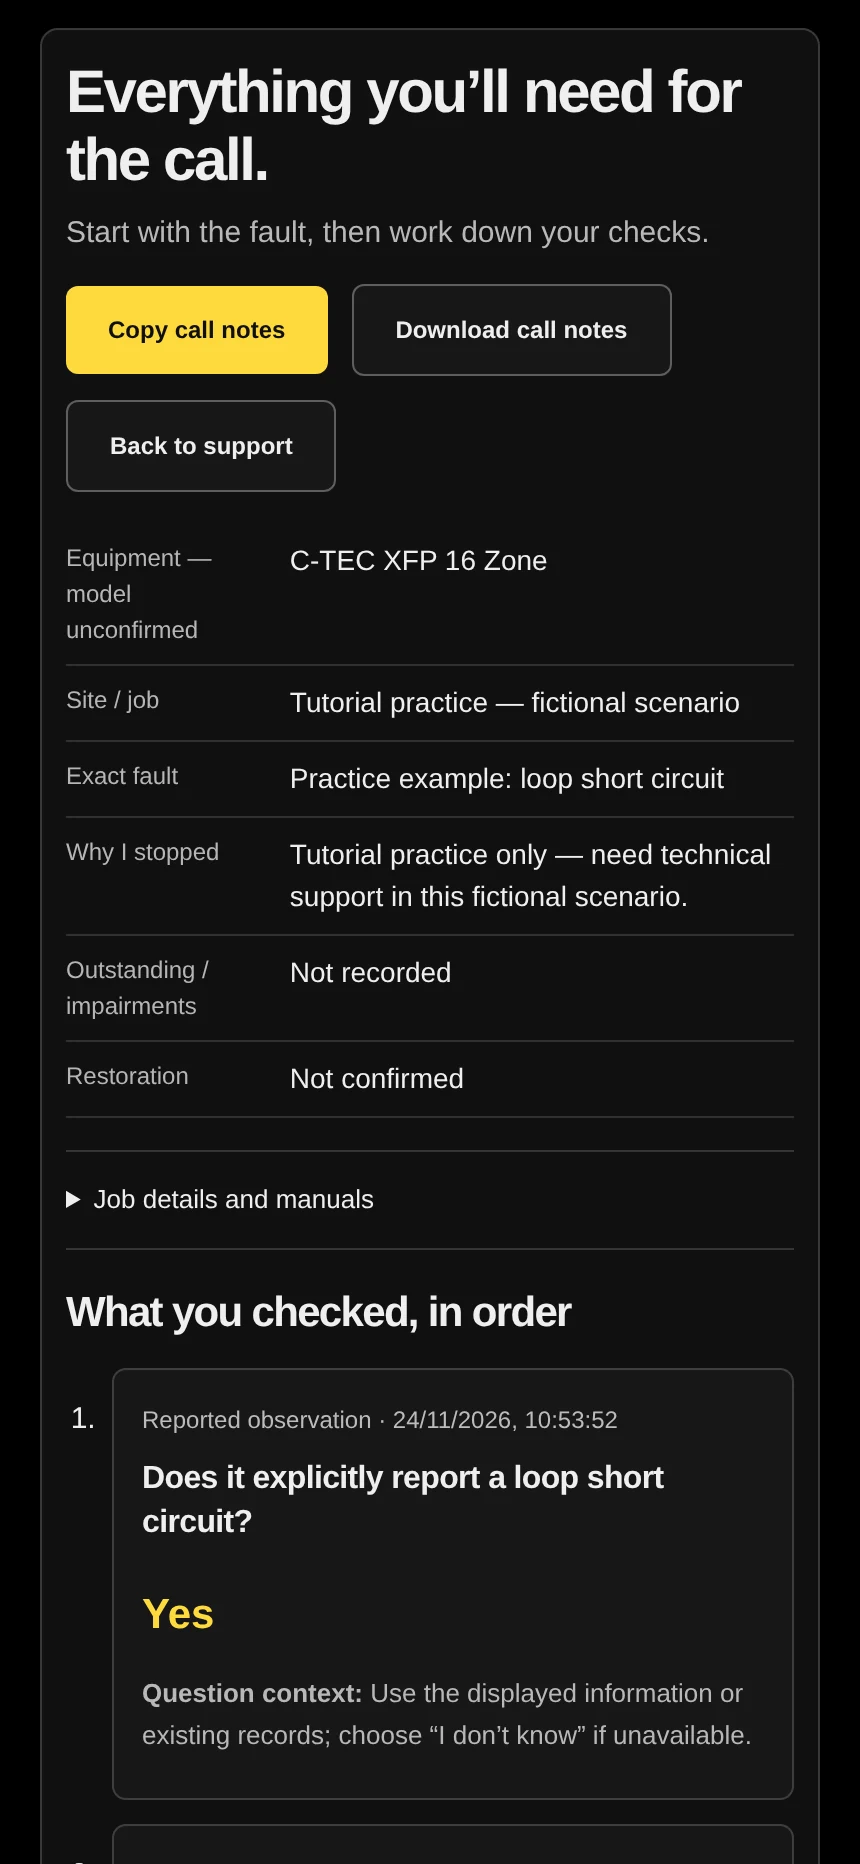 Everything you’ll need for
the call.
Start with the fault, then work down your checks.
Copy call notes
Download call notes
Back to support
Equipment —
model
unconfirmed
C-TEC XFP 16 Zone
Site / job
Tutorial practice — fictional scenario
Exact fault
Practice example: loop short circuit
Why I stopped
Tutorial practice only — need technical
support in this fictional scenario.
Outstanding /
impairments
Not recorded
Restoration
Not confirmed
Job details and manuals
What you checked, in order
1.
Reported observation · 24/11/2026, 10:53:52
Does it explicitly report a loop short
circuit?
Yes
Question context: Use the displayed information or
existing records; choose “I don’t know” if unavailable.